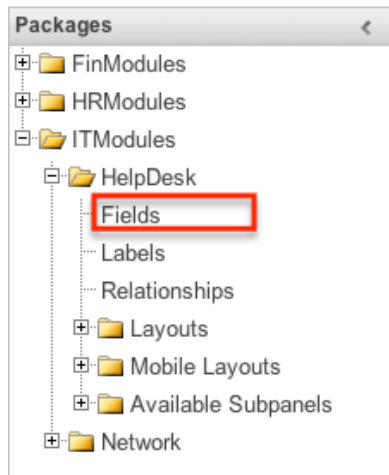 Packages
FinModules
HRModules
ITModules
HelpDesk
Fields
Labels
Relationships
Layouts
Mobile Layouts
Available Subpanels
Network